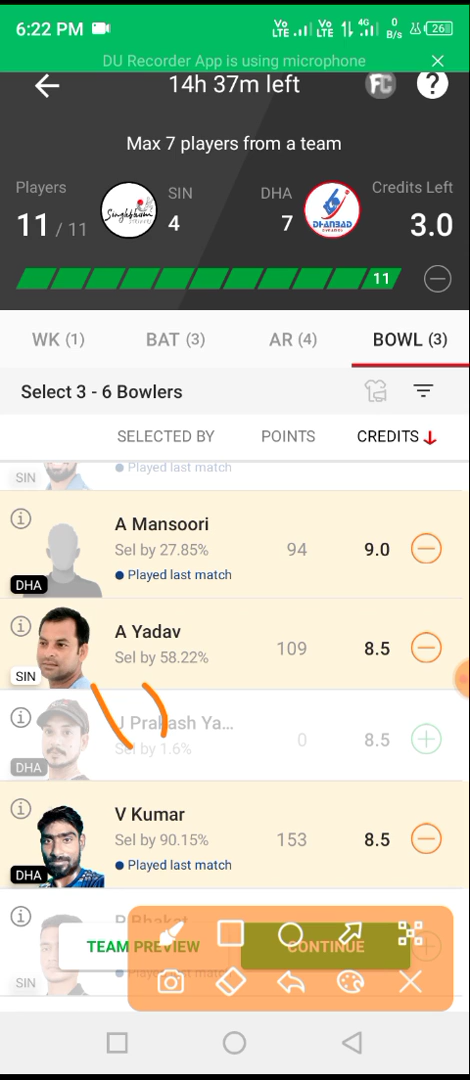 6:22 PM Vo LTE Vo LTE 4G 0 B/s 26
DU Recorder App is using microphone
14h 37m left FC ?
Max 7 players from a team
Players SIN DHA Credits Left
11 / 11 4 7 3.0
Singhbhum
DHANBAD
11
WK (1) BAT (3) AR (4) BOWL (3)
Select 3 - 6 Bowlers
SELECTED BY POINTS CREDITS
SIN Played last match
A Mansoori
Sel by 27.85% 94 9.0
DHA Played last match
A Yadav
Sel by 58.22% 109 8.5
SIN
J Prakash Ya...
Sel by 1.6% 0 8.5
DHA
V Kumar
Sel by 90.15% 153 8.5
DHA Played last match
Bhakat
TEAM PREVIEW CONTINUE
SIN